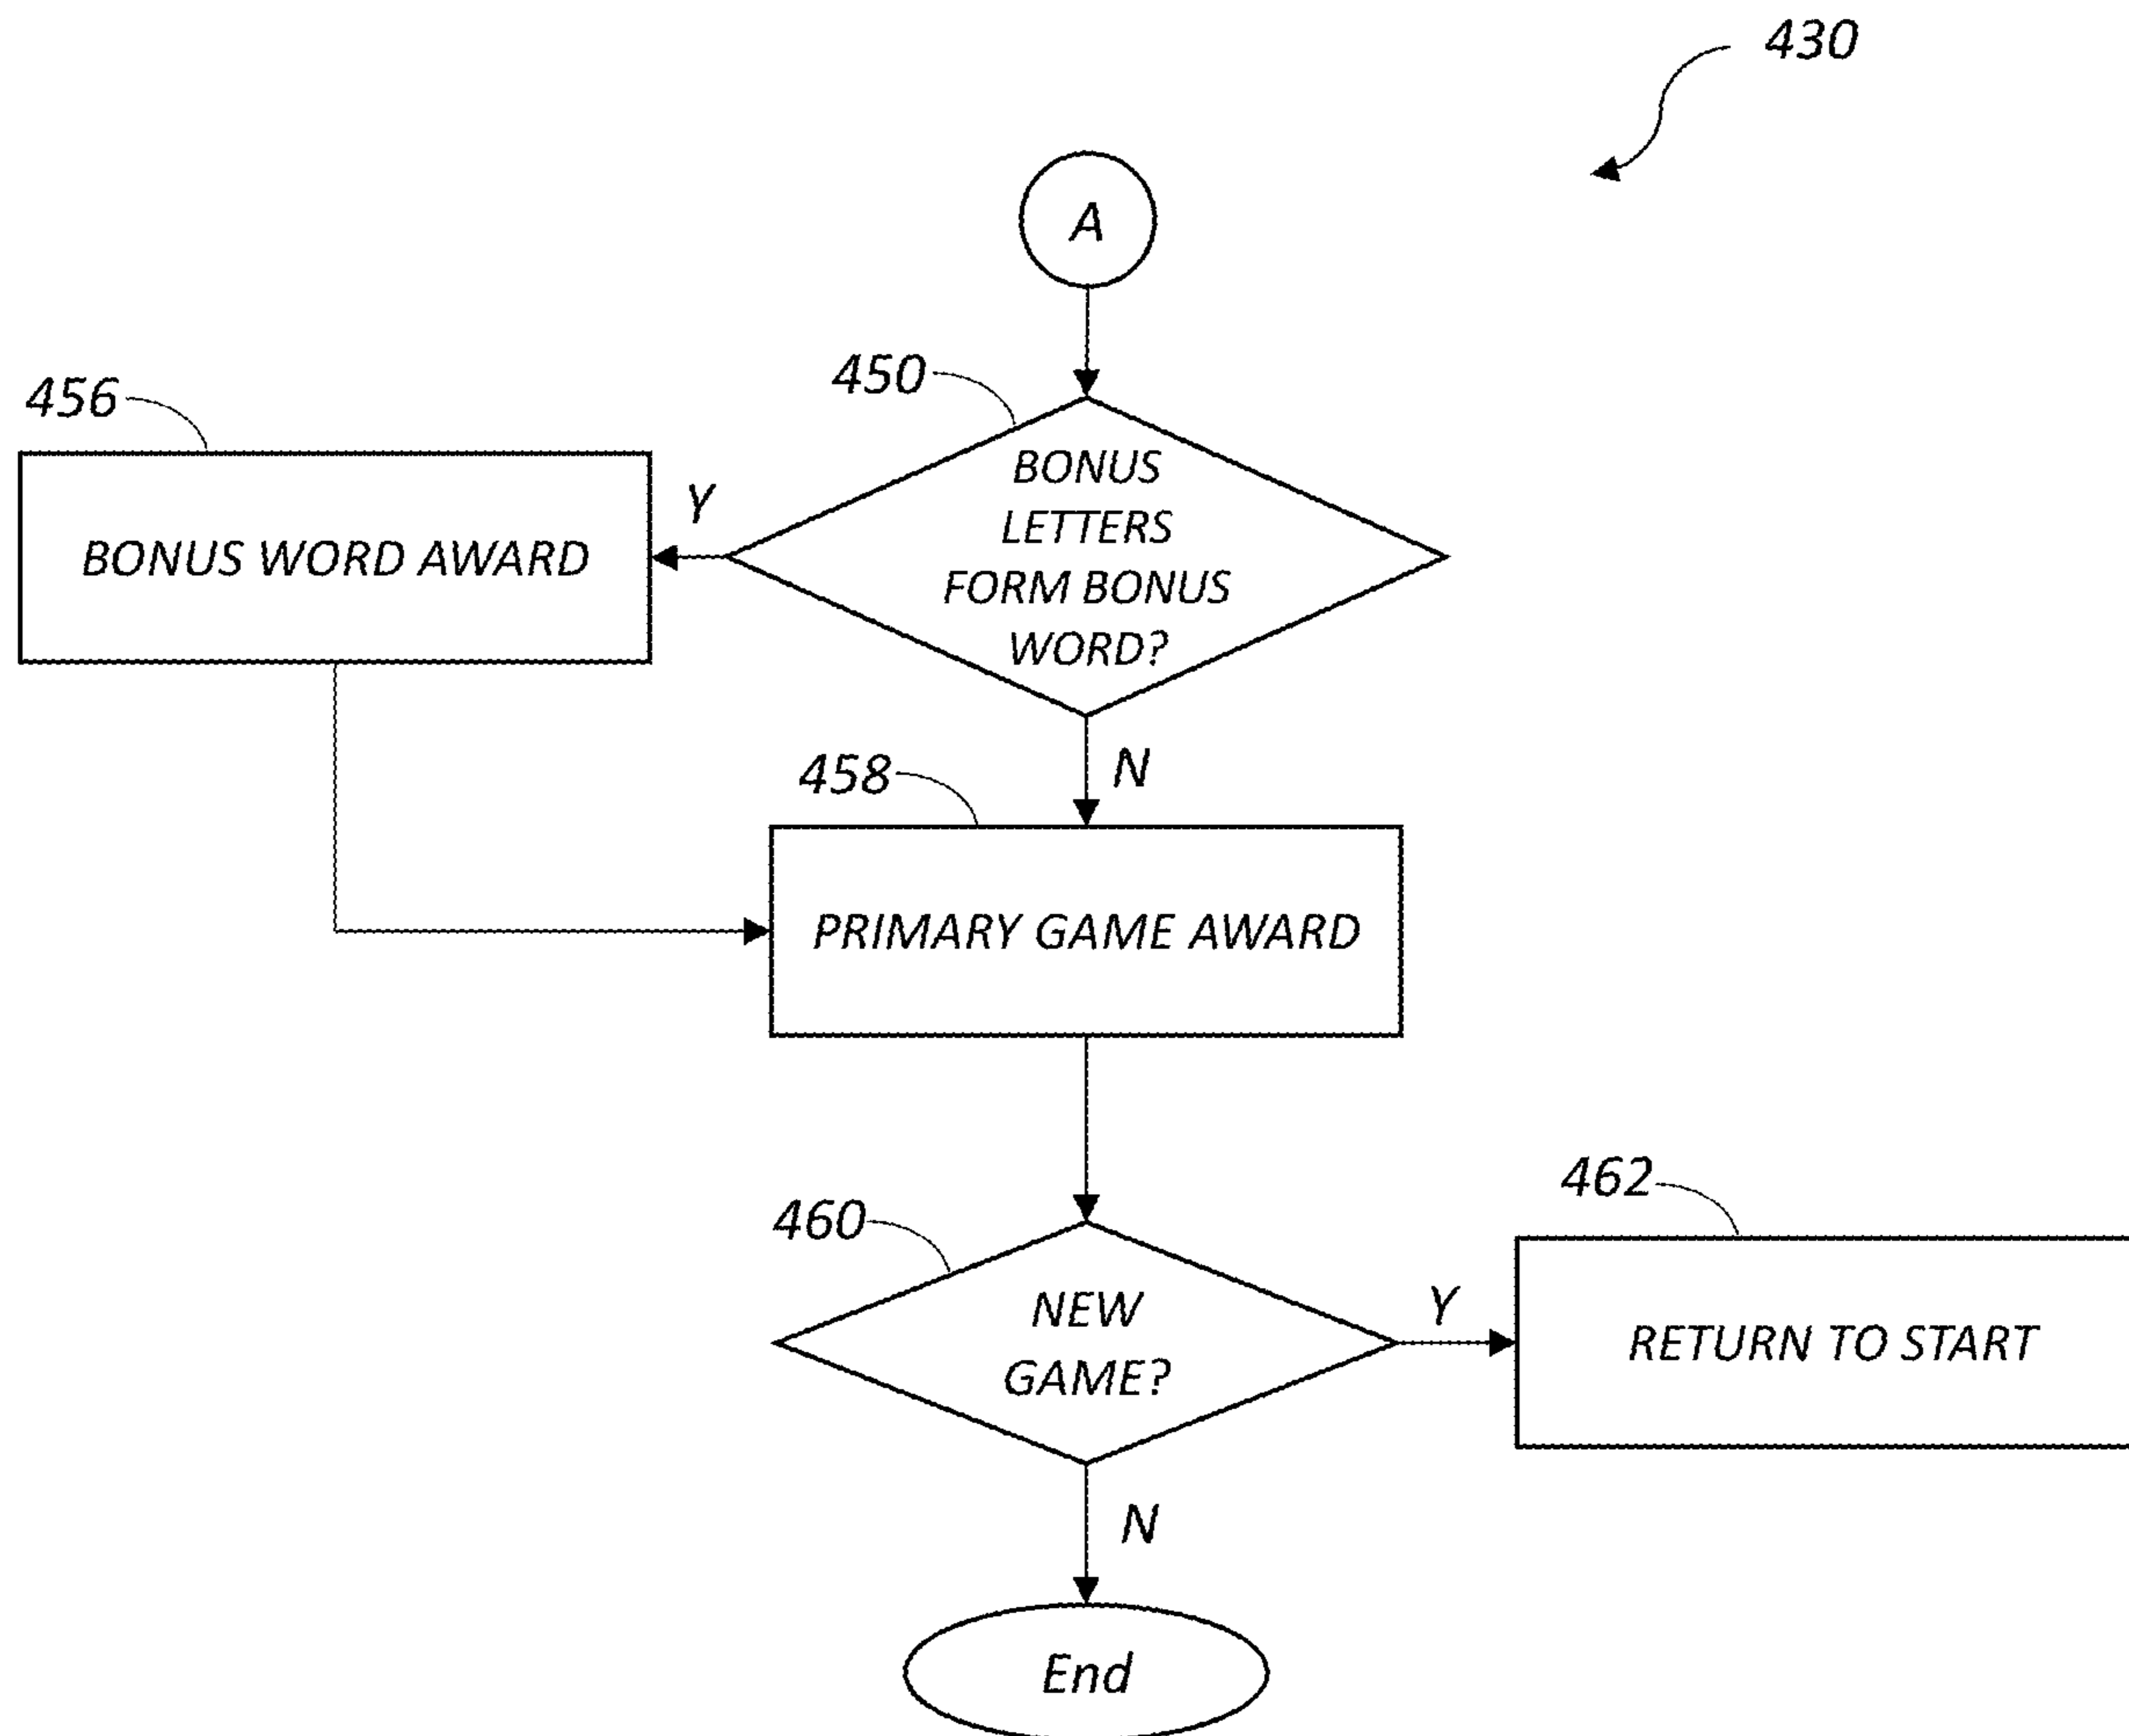 430
A
450
456
BONUS
LETTERS
FORM BONUS
WORD?
Y
BONUS WORD AWARD
N
458
PRIMARY GAME AWARD
460
462
NEW
GAME?
Y
RETURN TO START
N
End